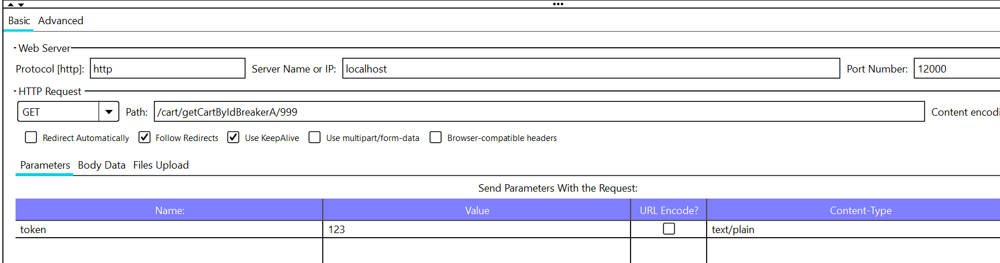 Basic Advanced
Web Server
Protocol [http]: http Server Name or IP: localhost Port Number: 12000
HTTP Request
GET Path: /cart/getCartByIdBreakerA/999 Content encodi
Redirect Automatically Follow Redirects Use KeepAlive Use multipart/form-data Browser-compatible headers
Parameters Body Data Files Upload
Send Parameters With the Request:
Name: Value URL Encode? Content-Type
token 123 text/plain